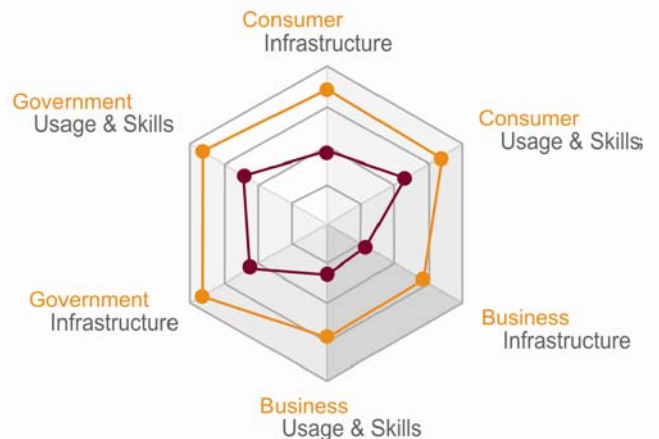 Consumer
Infrastructure
Government
Usage & Skills
Consumer
Usage & Skills
Government
Infrastructure
Business
Infrastructure
Business
Usage & Skills